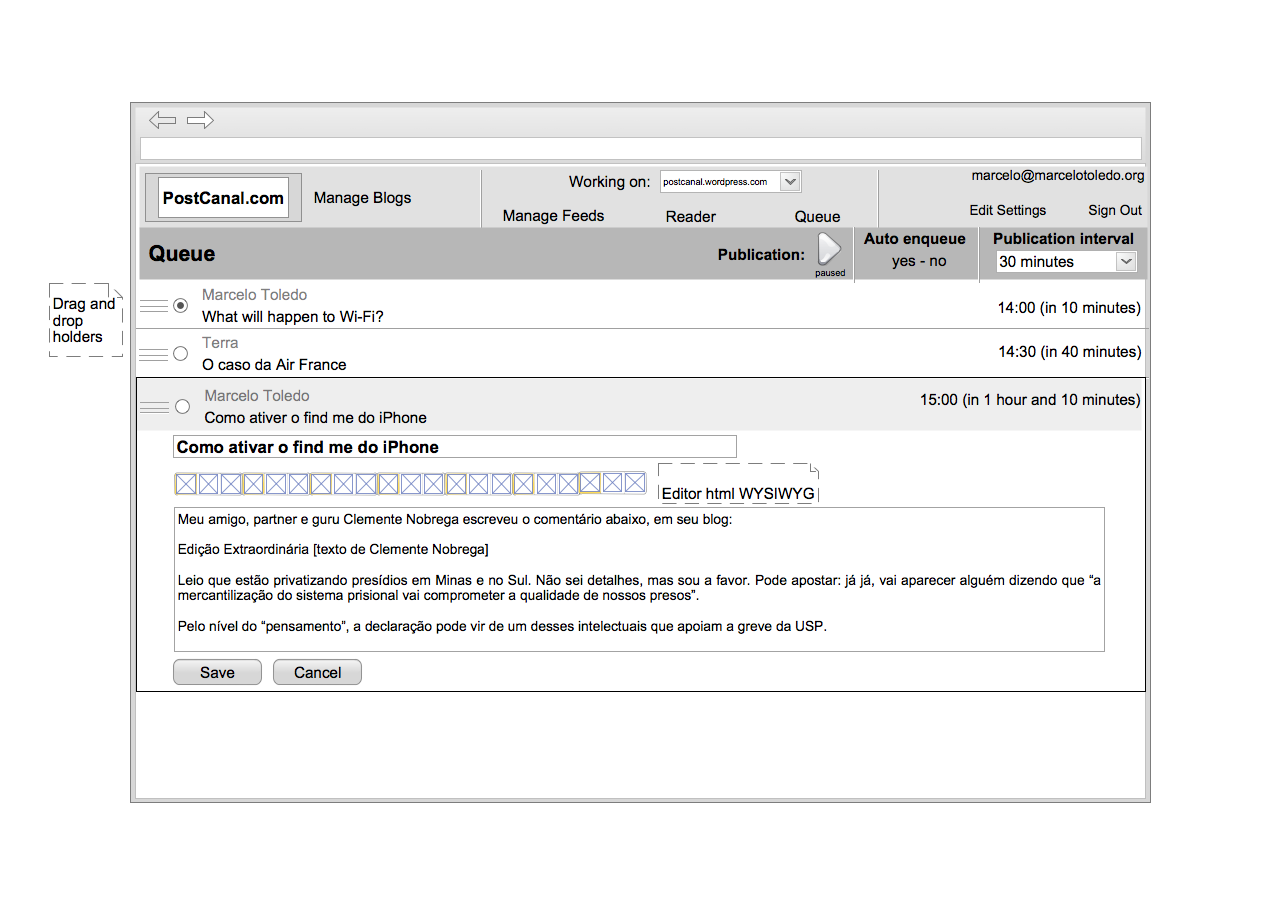 PostCanal.com
Manage Blogs
Working on:
postcanal.wordpress.com
Manage Feeds
Reader
Queue
marcelo@marcelotoledo.org
Edit Settings
Sign Out
Queue
Publication:
paused
Auto enqueue
yes - no
Publication interval
30 minutes
Drag and
drop
holders
Marcelo Toledo
What will happen to Wi-Fi?
14:00 (in 10 minutes)
Terra
O caso da Air France
14:30 (in 40 minutes)
Marcelo Toledo
Como ativer o find me do iPhone
15:00 (in 1 hour and 10 minutes)
Como ativar o find me do iPhone
Editor html WYSIWYG
Meu amigo, partner e guru Clemente Nobrega escreveu o comentário abaixo, em seu blog:
Edição Extraordinária [texto de Clemente Nobrega]
Leio que estão privatizando presídios em Minas e no Sul. Não sei detalhes, mas sou a favor. Pode apostar: já já, vai aparecer alguém dizendo que “a
mercantilização do sistema prisional vai comprometer a qualidade de nossos presos”.
Pelo nível do “pensamento”, a declaração pode vir de um desses intelectuais que apoiam a greve da USP.
Save
Cancel